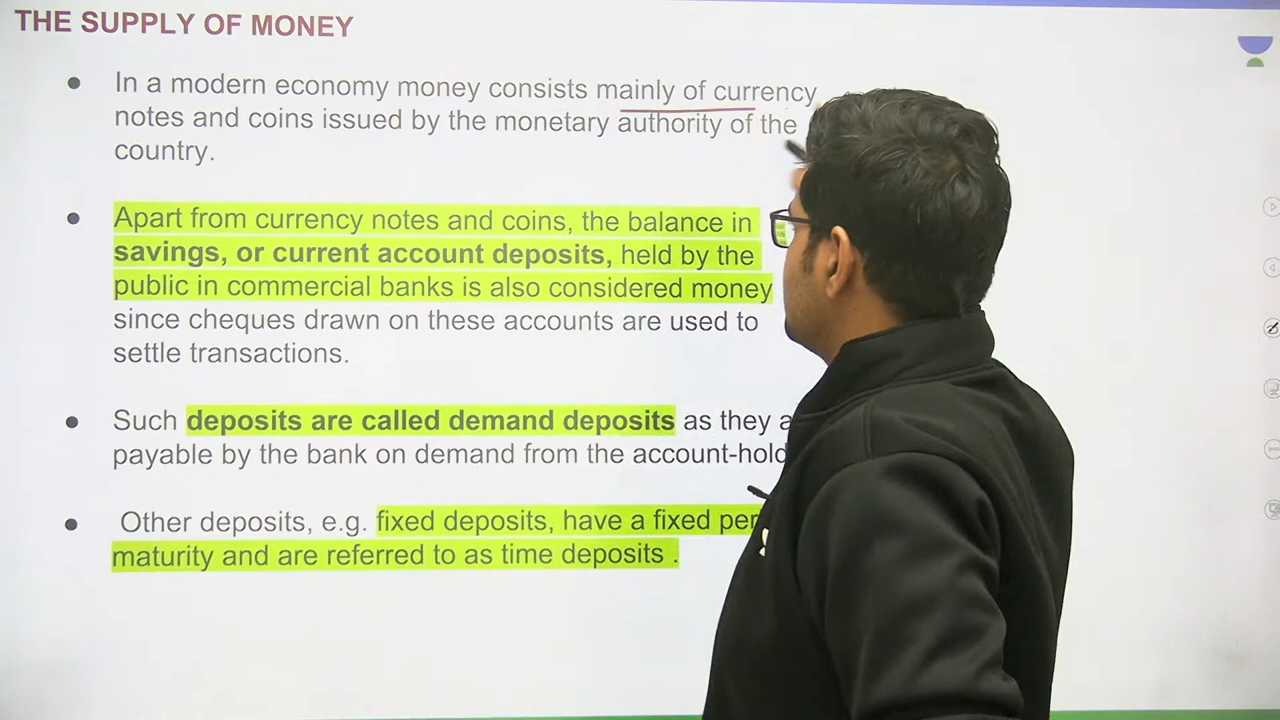 THE SUPPLY OF MONEY
● In a modern economy money consists mainly of currency
notes and coins issued by the monetary authority of the
country.
● Apart from currency notes and coins, the balance in
savings, or current account deposits, held by the
public in commercial banks is also considered money
since cheques drawn on these accounts are used to
settle transactions.
● Such deposits are called demand deposits as they
payable by the bank on demand from the
● Other deposits, e.g. fixed deposits, have a fixed
maturity and are referred to as time deposits .